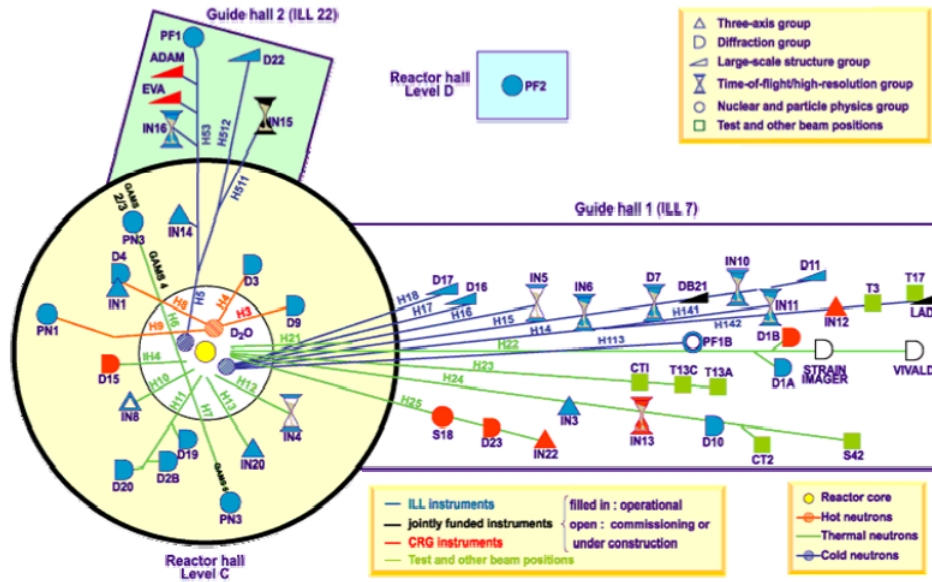 Guide hall 2 (ILL 22)
PF1
ADAM
D22
EVA
IN16
IN15
H53
H512
H511
Reactor hall
Level D
PF2
Three-axis group
Diffraction group
Large-scale structure group
Time-of-flight/high-resolution group
Nuclear and particle physics group
Test and other beam positions
GAMS
2/3
PN3
GAMS 4
IN14
D4
IN1
D3
H8
H5
H4
H6
H3
D9
PN1
H9
D2O
H21
D15
IH4
H10
IN8
H11
H7
H13
H12
IN4
D19
D20
D2B
IN20
GAMS5
PN3
Reactor hall
Level C
Guide hall 1 (ILL 7)
D17
D16
IN5
IN6
D7
DB21
IN10
D11
IN11
T3
T17
LAD
IN12
H18
H17
H16
H15
H14
H141
H142
H113
PF1B
D1B
H22
D1A
STRAIN
IMAGER
VIVALD
H23
CTI
T13C
T13A
H24
H25
S18
D23
IN22
IN3
IN13
D10
CT2
S42
ILL instruments
jointly funded instruments
CRG instruments
Test and other beam positions
filled in : operational
open : commissioning or
under construction
Reactor core
Hot neutrons
Thermal neutrons
Cold neutrons